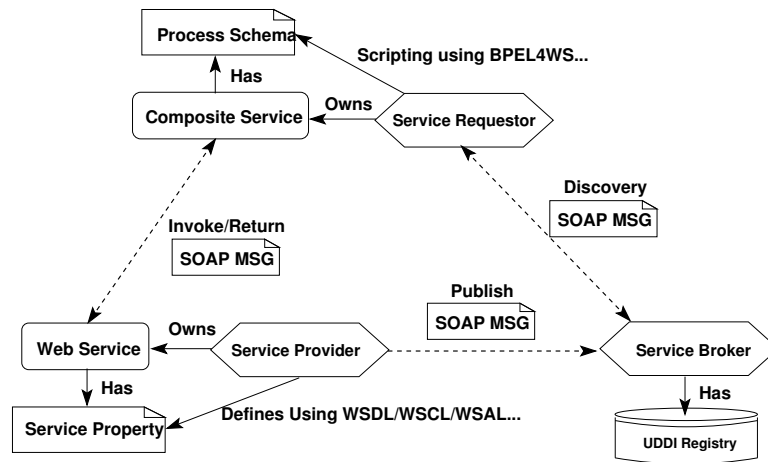 Process Schema
Scripting using BPEL4WS...
Has
Owns
Composite Service
Service Requestor
Discovery
SOAP MSG
Invoke/Return
SOAP MSG
Publish
SOAP MSG
Owns
Web Service
Service Provider
Service Broker
Has
Has
Defines Using WSDL/WSCL/WSAL...
Service Property
UDDI Registry